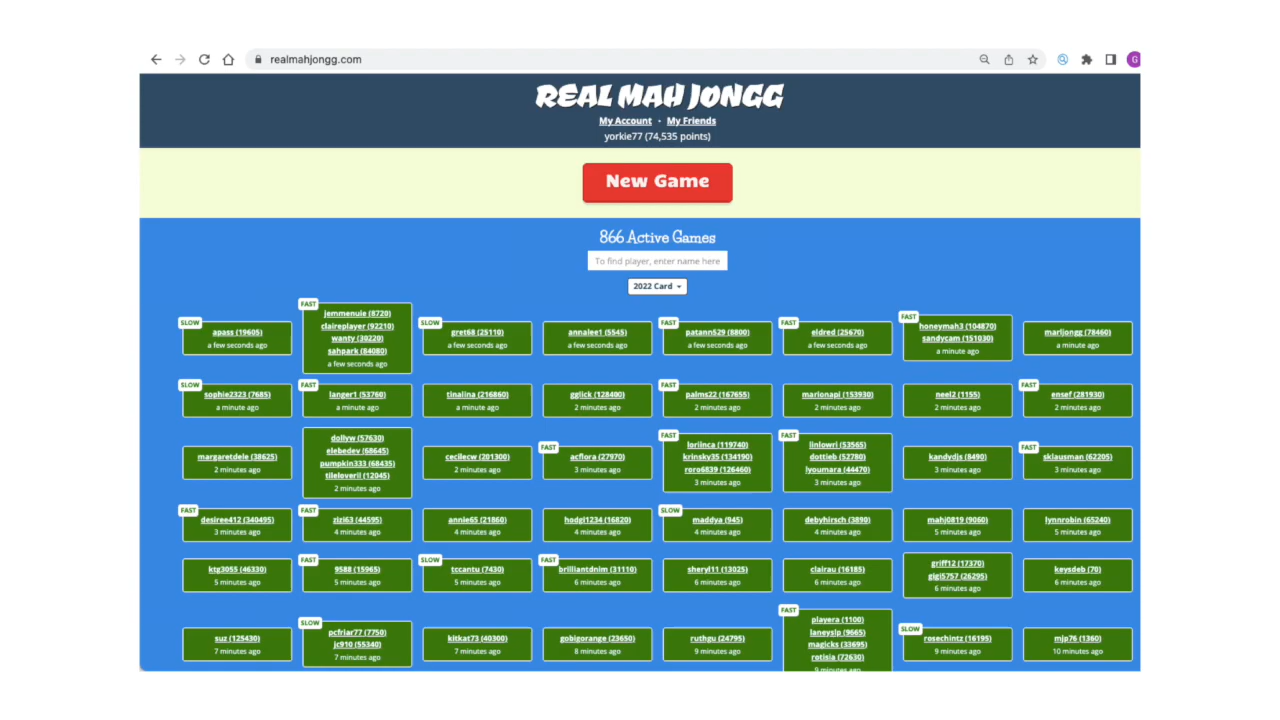 realmahjongg.com
G
REAL MAH JONGG
My Account - My Friends
yorkie77 (74,535 points)
New Game
866 Active Games
To find player, enter name here
2022 Card
SLOW
apass (19605)
a few seconds ago
FAST
jemmenuie (8720)
claireplayer (92210)
wanty (30220)
sahpark (84080)
a few seconds ago
SLOW
gret68 (25110)
a few seconds ago
annalee1 (5545)
a few seconds ago
FAST
patann529 (8800)
a few seconds ago
FAST
eldred (25670)
a few seconds ago
FAST
honeymah3 (104870)
sandycam (151030)
a minute ago
marljongg (78460)
a minute ago
SLOW
sophie2323 (7685)
a minute ago
FAST
langer1 (53760)
a minute ago
tinalina (216860)
a minute ago
gglick (128400)
2 minutes ago
FAST
palms22 (167655)
2 minutes ago
marionapi (153930)
2 minutes ago
neel2 (1155)
2 minutes ago
FAST
ensef (281930)
2 minutes ago
margaretdele (38625)
2 minutes ago
dollyw (57630)
elebedev (68645)
pumpkin333 (68435)
tileloveril (12045)
2 minutes ago
cecilecw (201300)
2 minutes ago
FAST
acflora (27970)
3 minutes ago
FAST
lorlinca (119740)
krinsky35 (134190)
roro6839 (126460)
3 minutes ago
FAST
linlowri (53565)
dottieb (52780)
lyoumara (44470)
3 minutes ago
kandydjs (8490)
3 minutes ago
FAST
sklausman (62205)
3 minutes ago
FAST
desiree412 (340495)
3 minutes ago
FAST
zizi63 (44595)
4 minutes ago
annie65 (21860)
4 minutes ago
hodgi1234 (16820)
4 minutes ago
SLOW
maddya (945)
4 minutes ago
debyhirsch (3890)
4 minutes ago
mahj0819 (9060)
5 minutes ago
lynnrobin (65240)
5 minutes ago
ktg3055 (46330)
5 minutes ago
FAST
9588 (15965)
5 minutes ago
SLOW
tccantu (7430)
5 minutes ago
FAST
brilliantdnim (31110)
6 minutes ago
sheryl11 (13025)
6 minutes ago
clairau (16185)
6 minutes ago
griff12 (17370)
gigi5757 (26295)
6 minutes ago
keysdeb (70)
6 minutes ago
suz (125430)
7 minutes ago
SLOW
pcfriar77 (7750)
jc910 (55340)
7 minutes ago
kitkat73 (40300)
7 minutes ago
gobigorange (23650)
8 minutes ago
ruthgu (24795)
9 minutes ago
FAST
playera (1100)
laneyslp (9665)
magicks (33695)
rotisia (72630)
9 minutes ago
SLOW
rosechintz (16195)
9 minutes ago
mjp76 (1360)
10 minutes ago